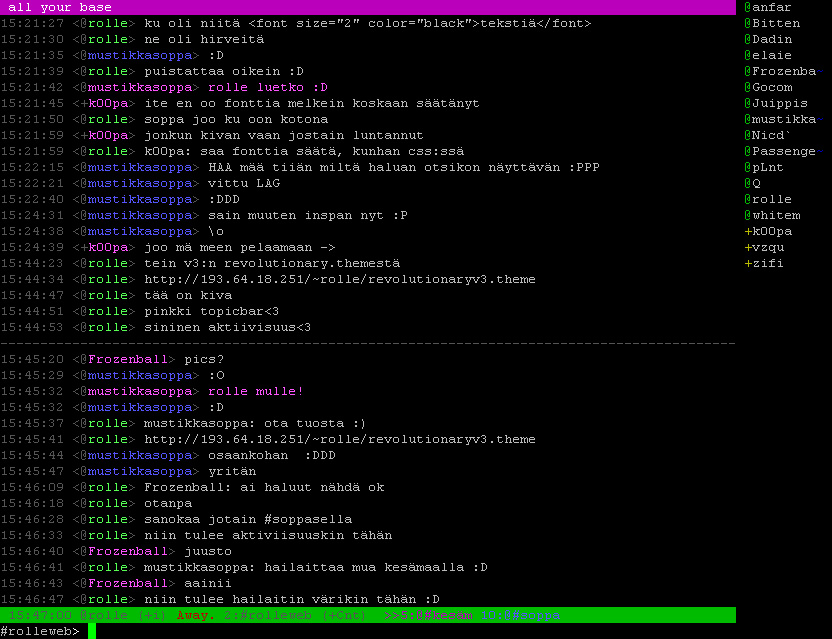 all your base
15:21:27 <@rolle> ku oli niitä <font size="2" color="black">tekstiä</font>
15:21:30 <@rolle> ne oli hirveitä
15:21:35 <@mustikkasoppa> :D
15:21:39 <@rolle> puistattaa oikein :D
15:21:42 <@mustikkasoppa> rolle luetko :D
15:21:45 <+kOOpa> ite en oo fonttia melkein koskaan säätänyt
15:21:50 <@rolle> soppa joo ku oon kotona
15:21:59 <+kOOpa> jonkun kivan vaan jostain luntannut
15:21:59 <@rolle> kOOpa: saa fonttia säätä, kunhan css:ssä
15:22:15 <@mustikkasoppa> HAA mää tiiän miltä haluan otsikon näyttävän :PPP
15:22:21 <@mustikkasoppa> vittu LAG
15:22:40 <@mustikkasoppa> :DDD
15:24:31 <@mustikkasoppa> sain muuten inspan nyt :P
15:24:38 <@mustikkasoppa> \o
15:24:39 <+kOOpa> joo mä meen pelaamaan ->
15:44:23 <@rolle> tein v3:n revolutionary.themestä
15:44:34 <@rolle> http://193.64.18.251/~rolle/revolutionaryv3.theme
15:44:47 <@rolle> tää on kiva
15:44:51 <@rolle> pinkki topicbar<3
15:44:53 <@rolle> sininen aktiivisuus<3
15:45:20 <@Frozenball> pics?
15:45:29 <@mustikkasoppa> :O
15:45:32 <@mustikkasoppa> rolle mulle!
15:45:32 <@mustikkasoppa> :D
15:45:37 <@rolle> mustikkasoppa: ota tuosta :)
15:45:41 <@rolle> http://193.64.18.251/~rolle/revolutionaryv3.theme
15:45:44 <@mustikkasoppa> osaankohan  :DDD
15:45:47 <@mustikkasoppa> yritän
15:46:09 <@rolle> Frozenball: ai haluut nähdä ok
15:46:18 <@rolle> otanpa
15:46:28 <@rolle> sanokaa jotain #soppasella
15:46:33 <@rolle> niin tulee aktiviisuuskin tähän
15:46:40 <@Frozenball> juusto
15:46:41 <@rolle> mustikkasoppa: hailaittaa mua kesämaalla :D
15:46:43 <@Frozenball> aainii
15:46:47 <@rolle> niin tulee hailaitin värikin tähän :D
15:47:00 @rolle (+i) Away. 2:#rolleweb
#rolleweb>
@anfar
@Bitten
@Dadin
@elaie
@Frozenba
@Gocom
@Juippis
@mustikka
@Nicd`
@Passenge
@pLnt
@Q
@rolle
@whitem
+kOOpa
+vzqu
+zifi